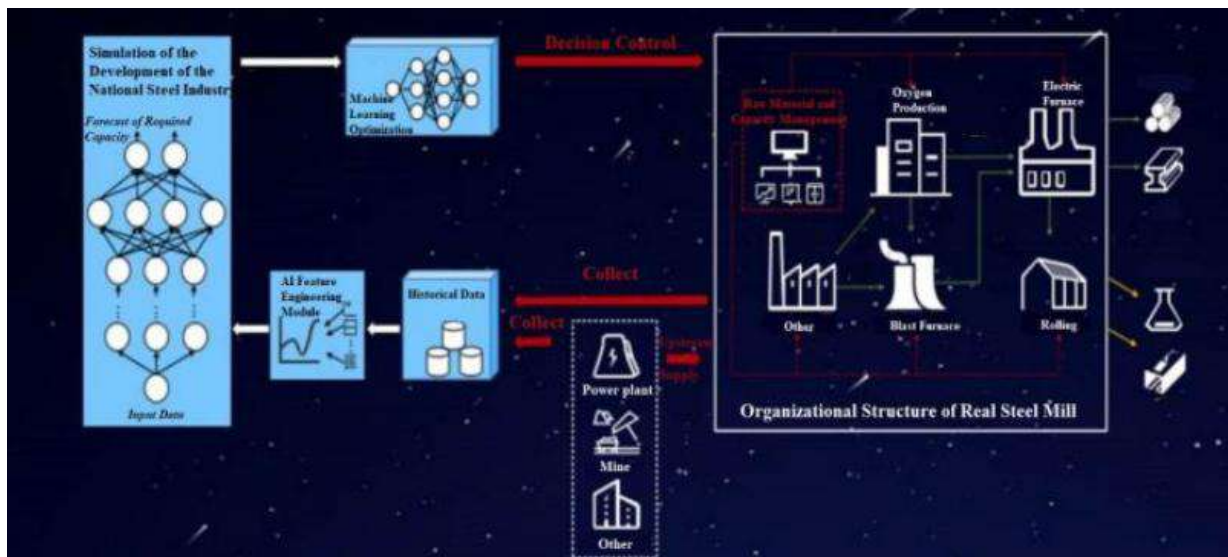 Simulation of the
Development of the
National Steel Industry
Forecast of Required
Capacity
Input Data
Machine
Learning
Optimization
Decision Control
AI Feature
Engineering
Module
Historical Data
Collect
Collect
Upstream
Supply
Power plant
Mine
Other
Raw Material and
Capacity Management
Oxygen
Production
Electric
Furnace
Other
Blast Furnace
Rolling
Organizational Structure of Real Steel Mill